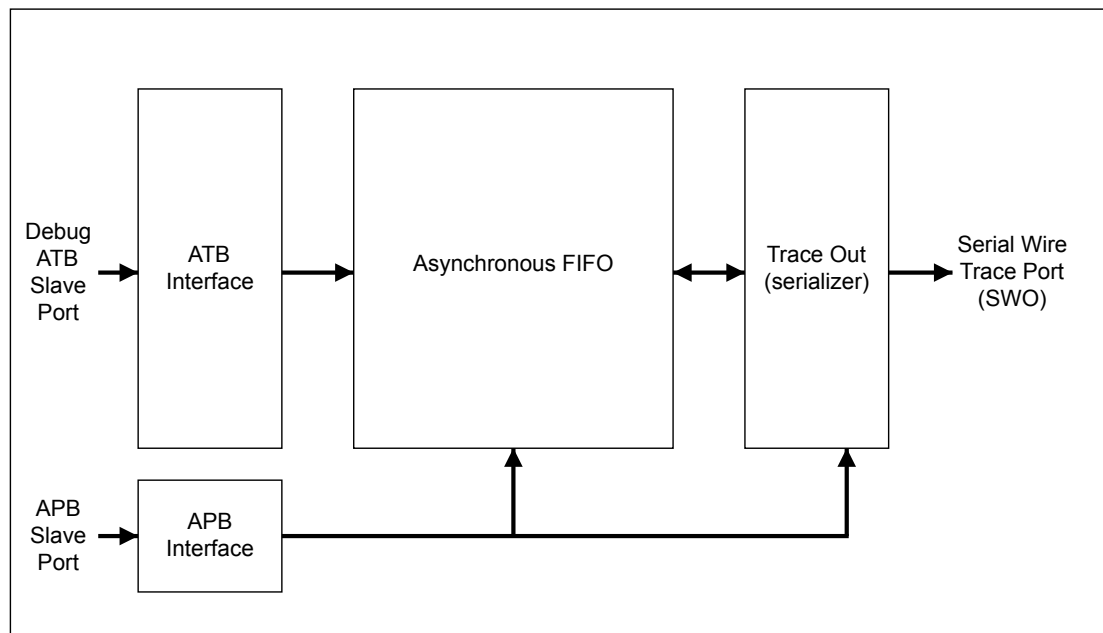 Debug
ATB
Slave
Port
ATB
Interface
Asynchronous FIFO
Trace Out
(serializer)
Serial Wire
Trace Port
(SWO)
APB
Slave
Port
APB
Interface